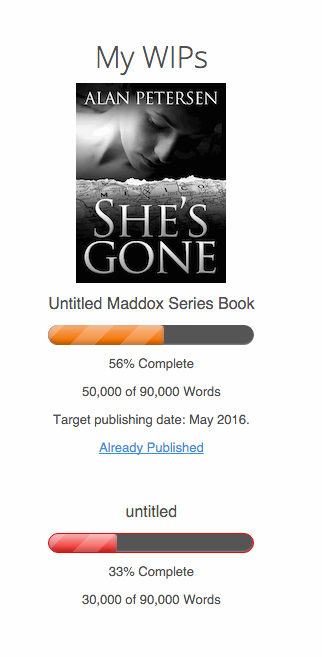 My WIPs
ALAN PETERSEN
MEXICO
SHE'S
GONE
Untitled Maddox Series Book
56% Complete
50,000 of 90,000 Words
Target publishing date: May 2016.
Already Published
untitled
33% Complete
30,000 of 90,000 Words